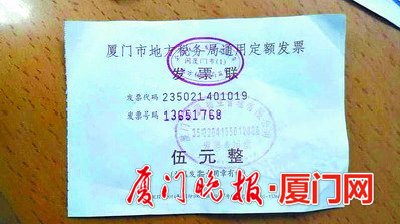 厦门市地方税务局通用定额发票
发票联
发票代码 235021401019
发票号码 13651768
伍元整
厦门晚报·厦门网